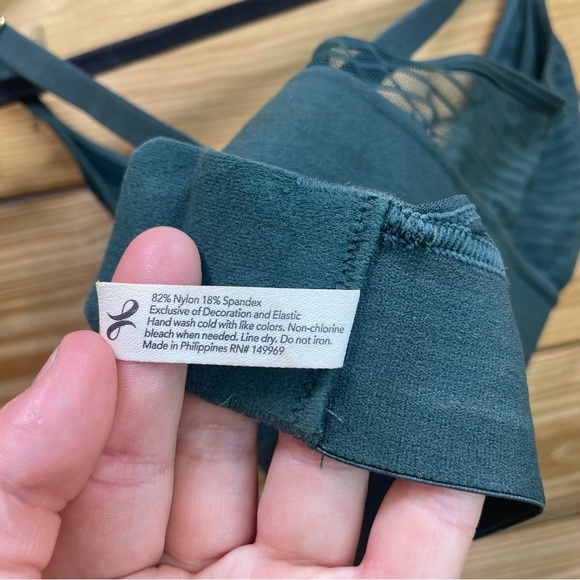 82% Nylon 18% Spandex
Exclusive of Decoration and Elastic
Hand wash cold with like colors. Non-chlorine
bleach when needed. Line dry. Do not iron.
Made in Philippines RN# 149969